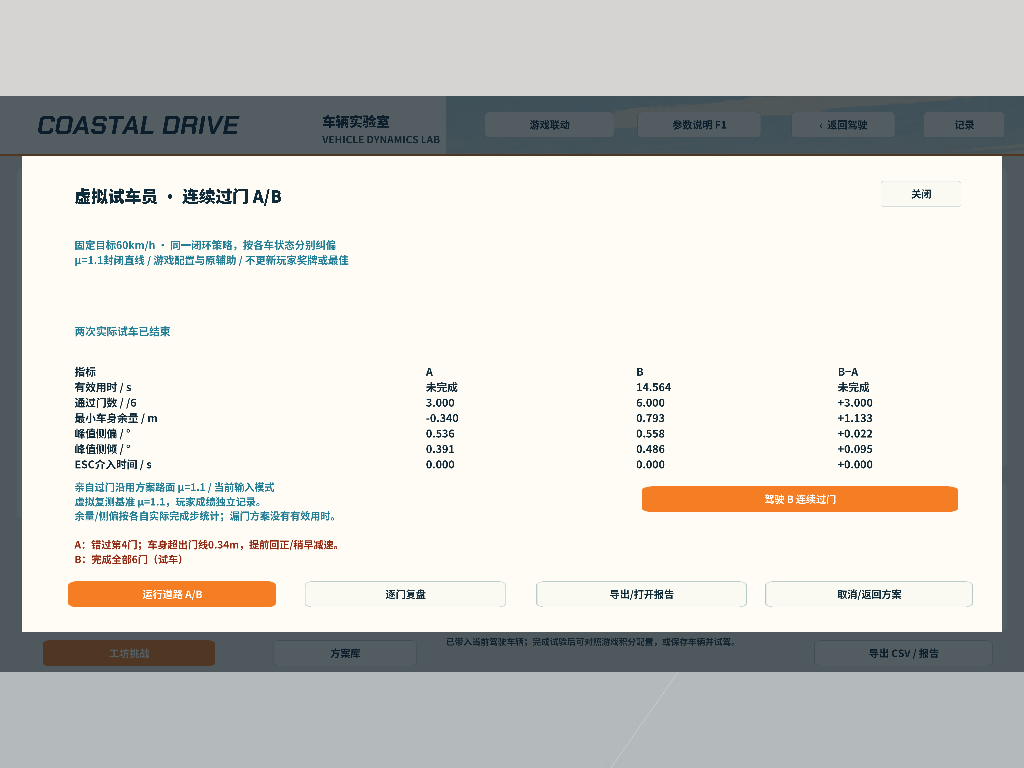 COASTAL DRIVE
车辆实验室
VEHICLE DYNAMICS LAB
游戏联动
参数说明 F1
‹ 返回驾驶
记录
虚拟试车员 · 连续过门 A/B
关闭
固定目标60km/h · 同一闭环策略，按各车状态分别纠偏
μ=1.1封闭直线 / 游戏配置与原辅助 / 不更新玩家奖牌或最佳
两次实际试车已结束
指标 A B B−A
有效用时 / s 未完成 14.564 未完成
通过门数 / /6 3.000 6.000 +3.000
最小车身余量 / m -0.340 0.793 +1.133
峰值侧偏 / ° 0.536 0.558 +0.022
峰值侧倾 / ° 0.391 0.486 +0.095
ESC介入时间 / s 0.000 0.000 +0.000
亲自过门沿用方案路面 μ=1.1 / 当前输入模式
虚拟复测基准 μ=1.1，玩家成绩独立记录。
余量/侧偏按各自实际完成步统计；漏门方案没有有效用时。
驾驶 B 连续过门
A：错过第4门；车身超出门线0.34m，提前回正/稍早减速。
B：完成全部6门（试车）
运行道路 A/B
逐门复盘
导出/打开报告
取消/返回方案
已带入当前驾驶车辆；完成试验后可对照游戏积分配置，或保存车辆并试驾。
工坊挑战
方案库
导出 CSV / 报告